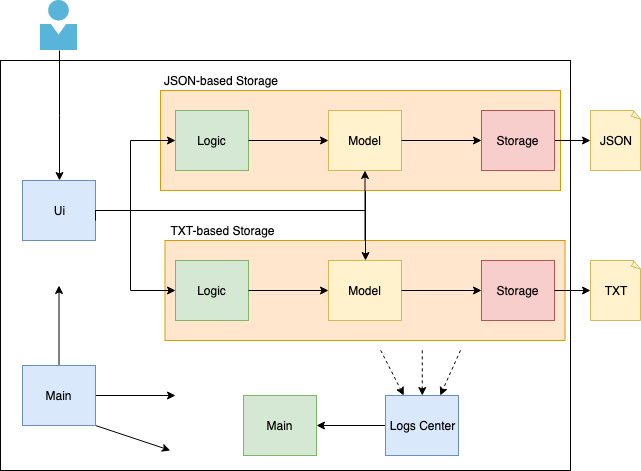 JSON-based Storage
Logic
Model
Storage
JSON
Ui
TXT-based Storage
Logic
Model
Storage
TXT
Main
Main
Logs Center